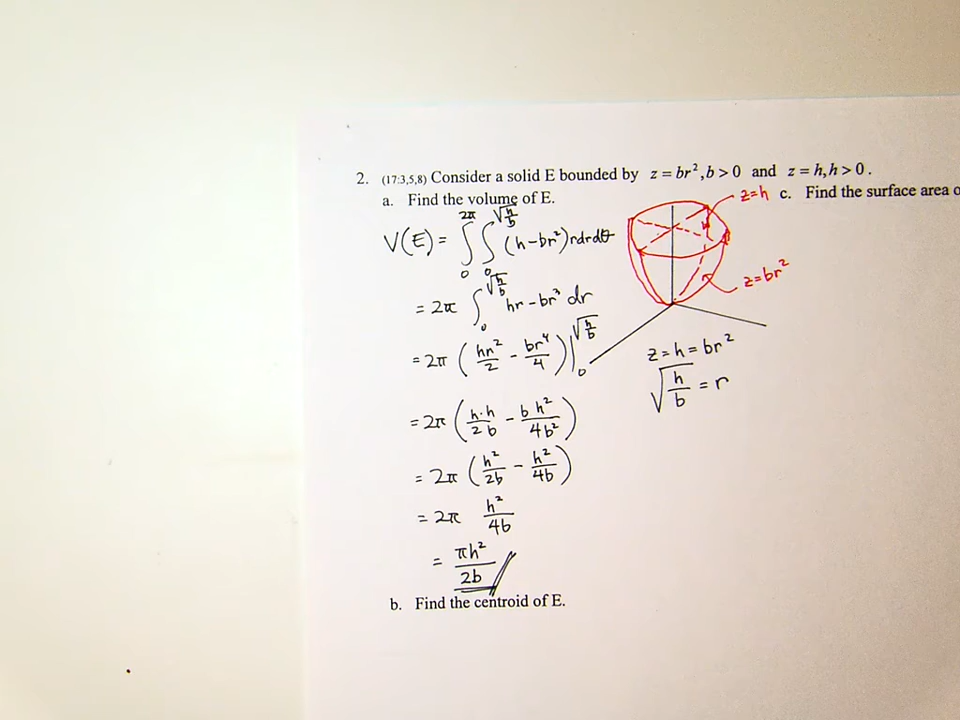 2. (17:3,5,8) Consider a solid E bounded by z = br², b > 0 and z = h, h > 0.
a. Find the volume of E.
c. Find the surface area o
V(E) = ∫₀^{2π} ∫₀^{√(h/b)} (h - br²) r dr dθ
= 2π ∫₀^{√(h/b)} hr - br³ dr
= 2π (hr²/2 - br⁴/4) |₀^{√(h/b)}
= 2π (h·h/2b - b h²/4b²)
= 2π (h²/2b - h²/4b)
= 2π h²/4b
= πh²/2b
z=h
z=br²
z = h = br²
√(h/b) = r
b. Find the centroid of E.